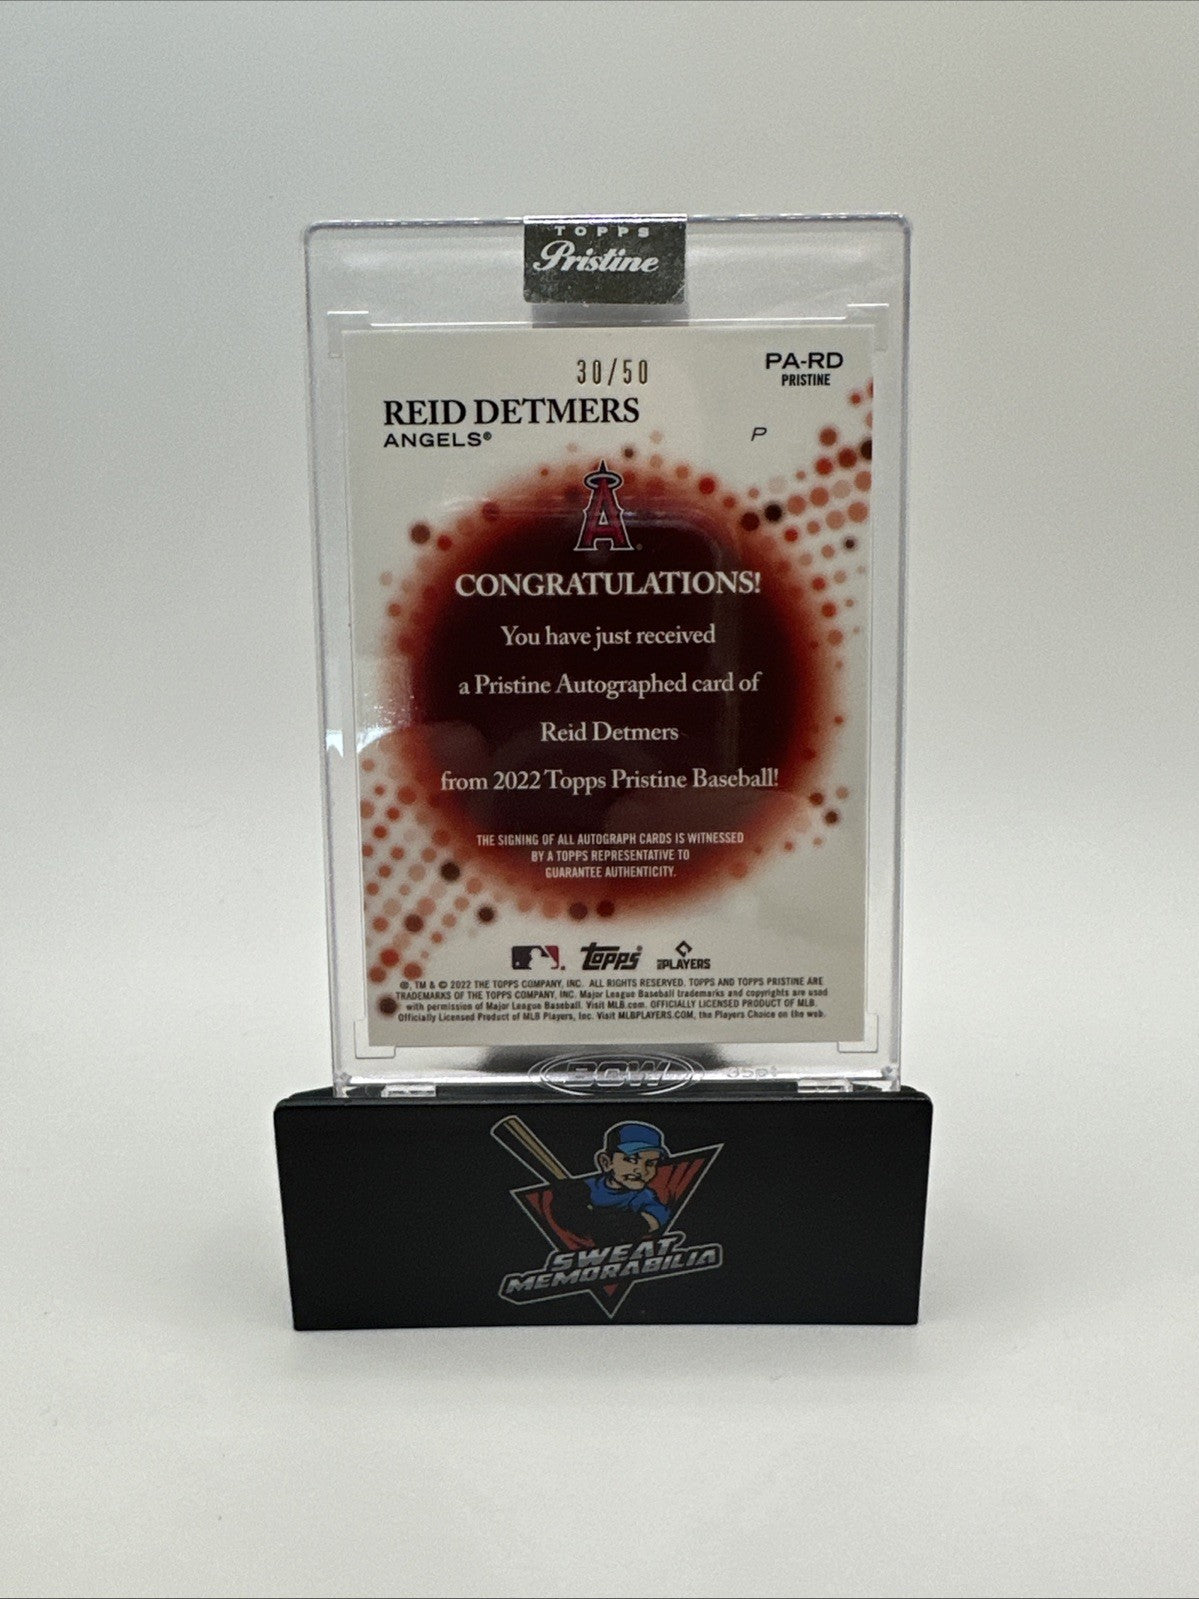 TOPPS
Pristine
30/50
PA-RD
PRISTINE
REID DETMERS
ANGELS®
P
A
CONGRATULATIONS!
You have just received
a Pristine Autographed card of
Reid Detmers
from 2022 Topps Pristine Baseball!
THE SIGNING OF ALL AUTOGRAPH CARDS IS WITNESSED
BY A TOPPS REPRESENTATIVE TO
GUARANTEE AUTHENTICITY.
Topps
PLAYERS
®, TM & © 2022 THE TOPPS COMPANY, INC. ALL RIGHTS RESERVED. TOPPS AND TOPPS PRISTINE ARE
TRADEMARKS OF THE TOPPS COMPANY, INC. Major League Baseball trademarks and copyrights are used
with permission of Major League Baseball. Visit MLB.com. OFFICIALLY LICENSED PRODUCT OF MLB.
Officially Licensed Product of MLB Players, Inc. Visit MLBPLAYERS.COM, the Players Choice on the web.
BCW
35pt
SWEAT
MEMORABILIA